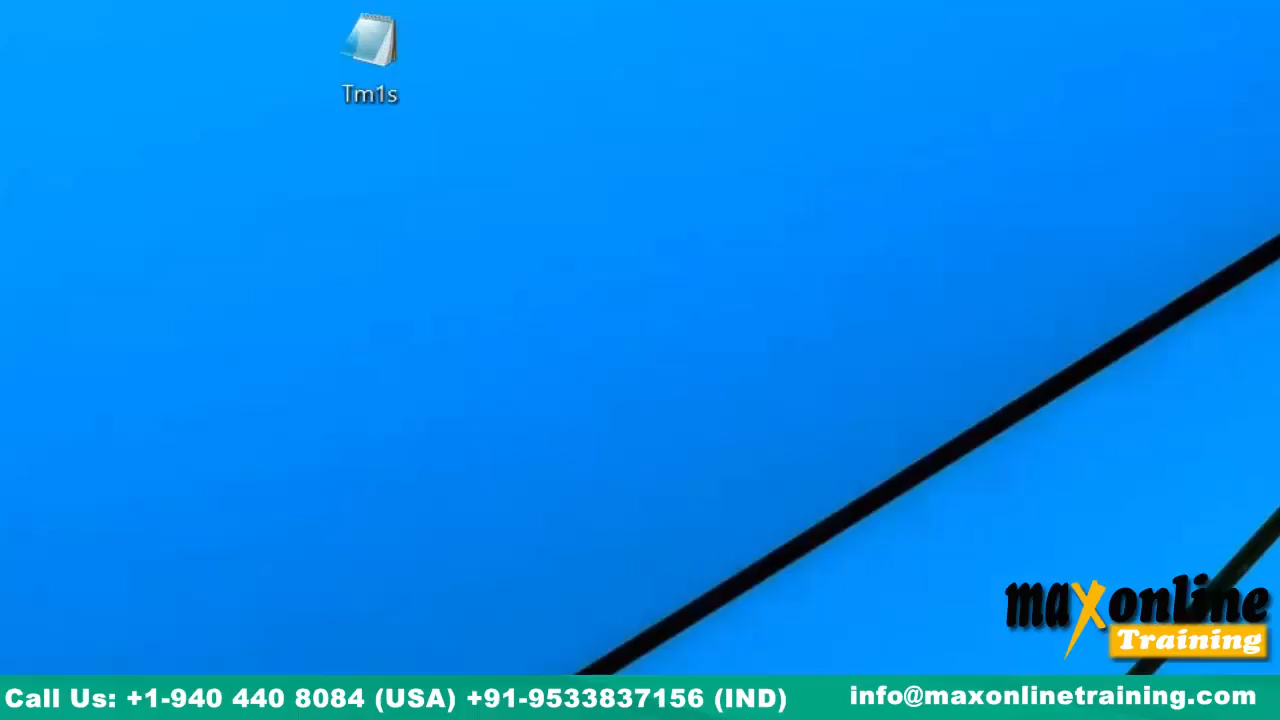 Tm1s
maxonline
Training
Call Us: +1-940 440 8084 (USA) +91-9533837156 (IND)
info@maxonlinetraining.com